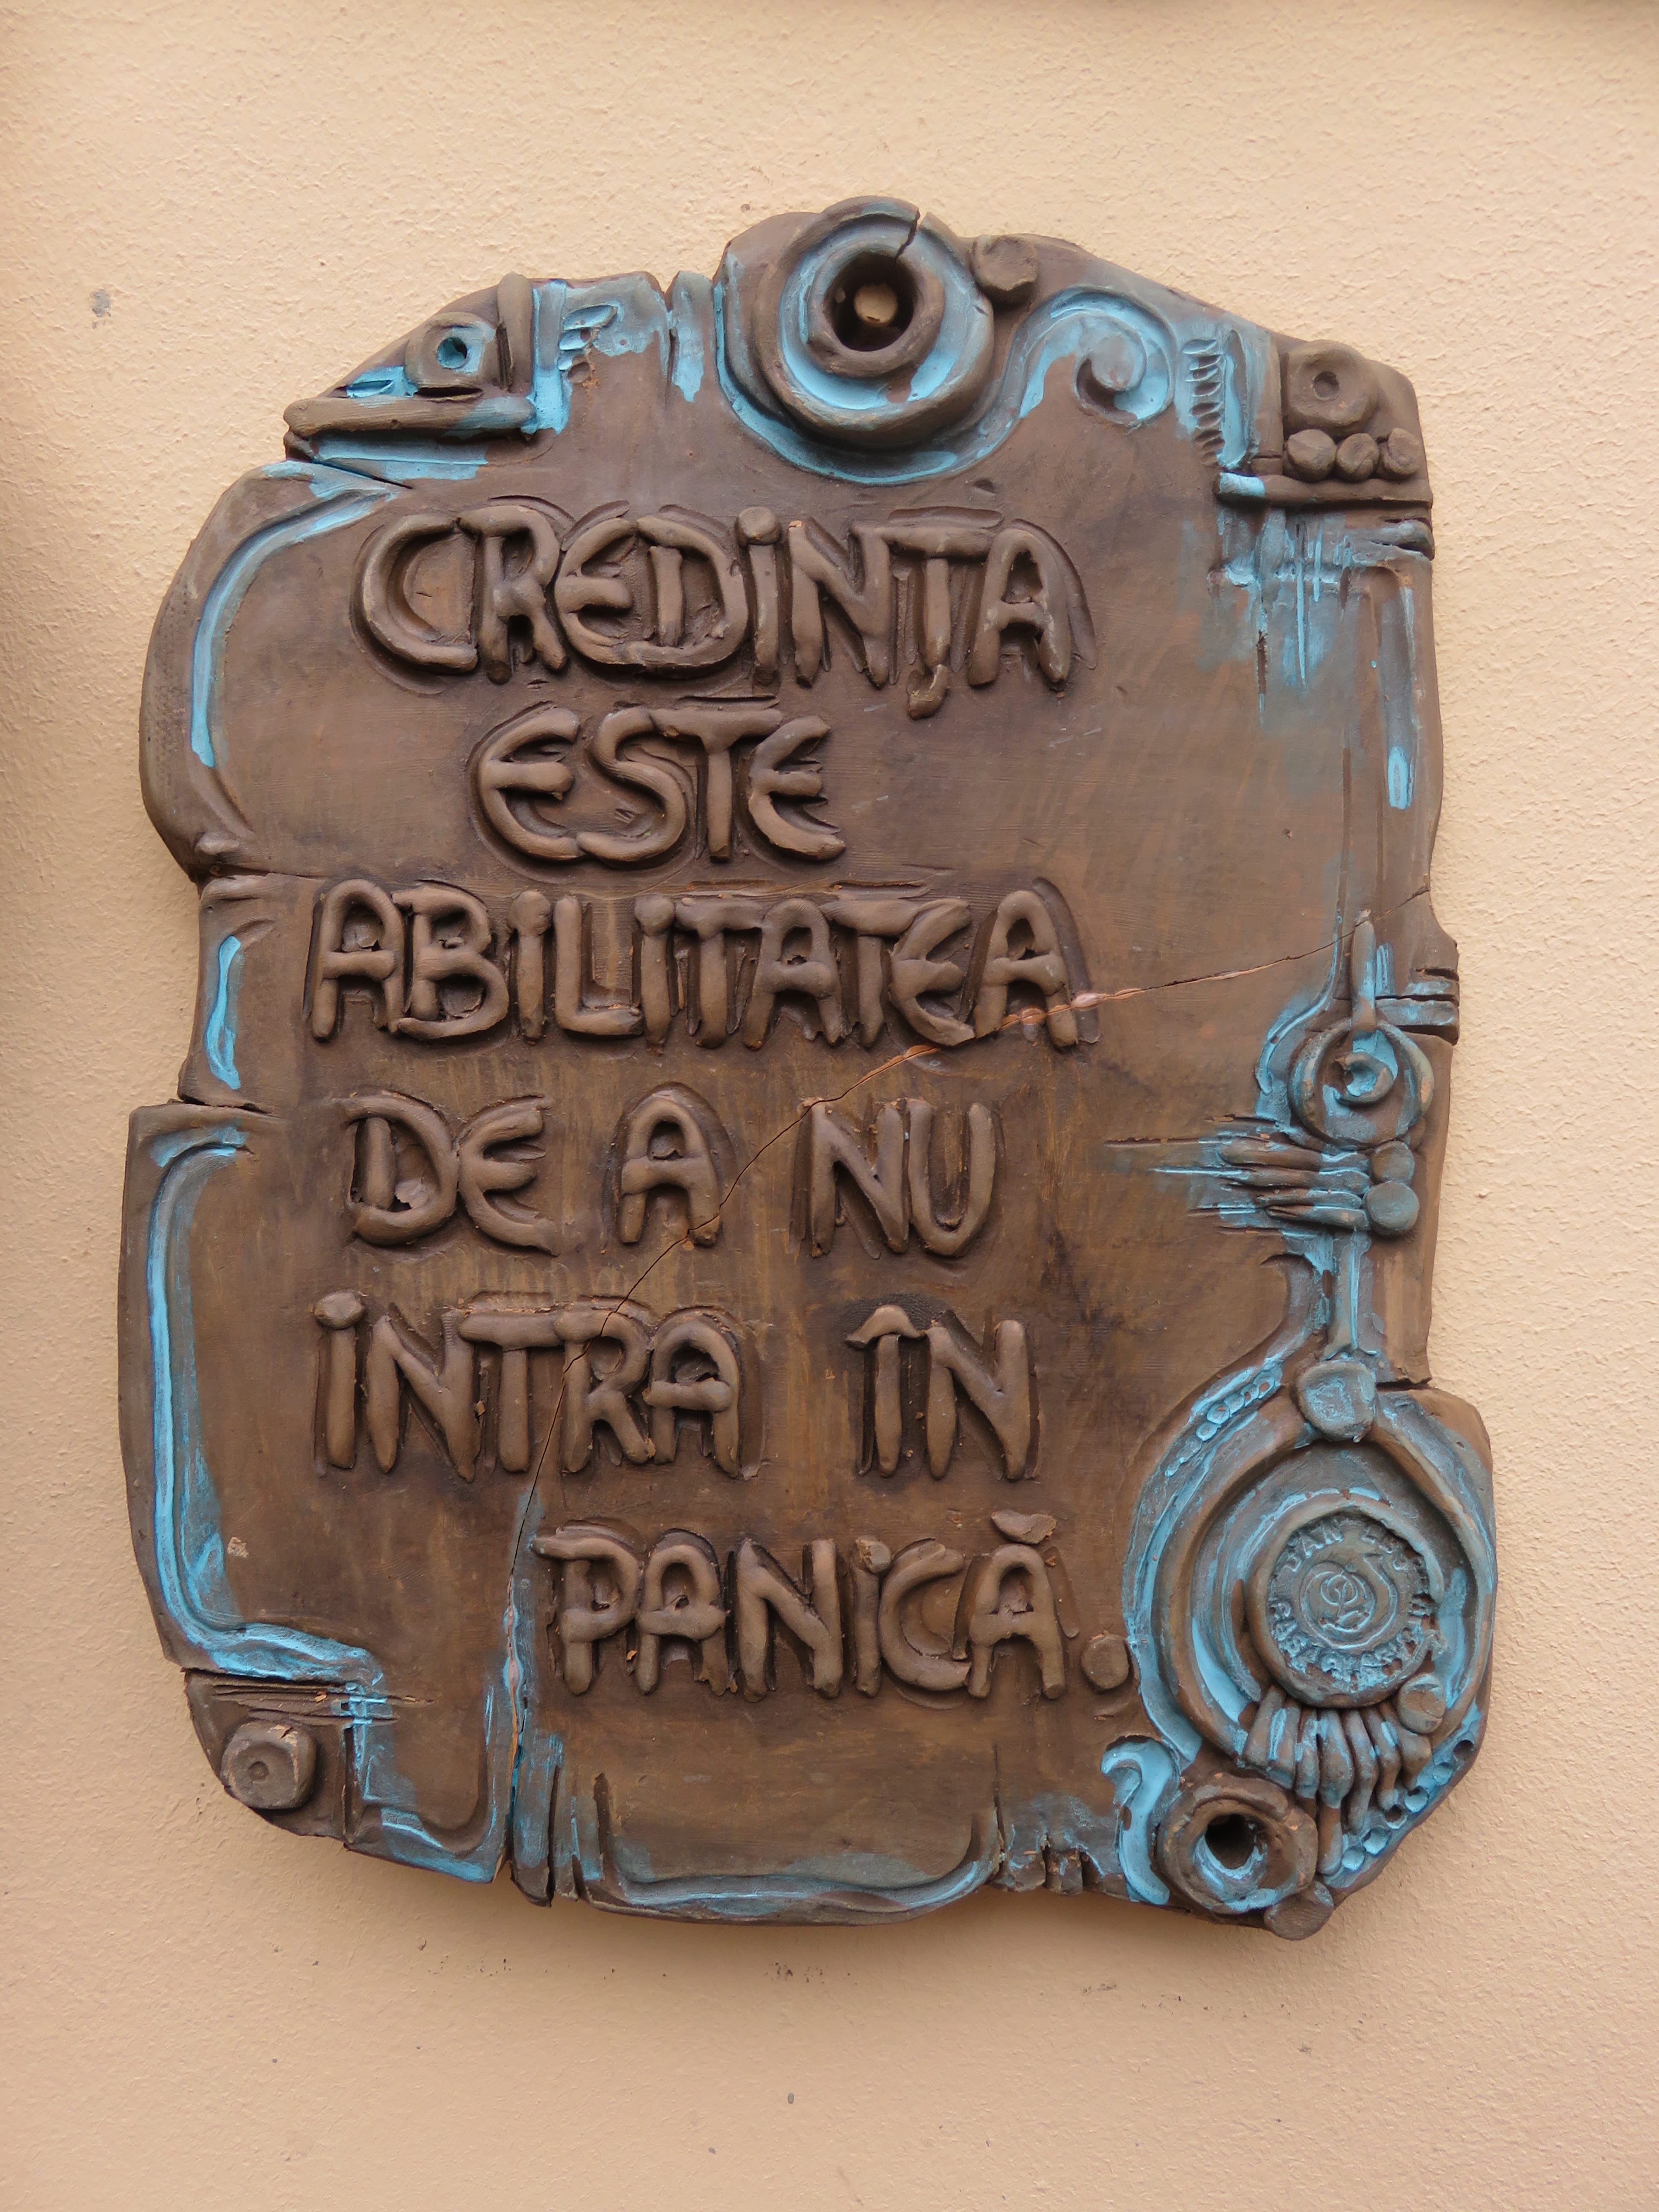 CREDINȚA
ESTE
ABILITATEA
DE A NU
INTRA ÎN
PANICĂ.